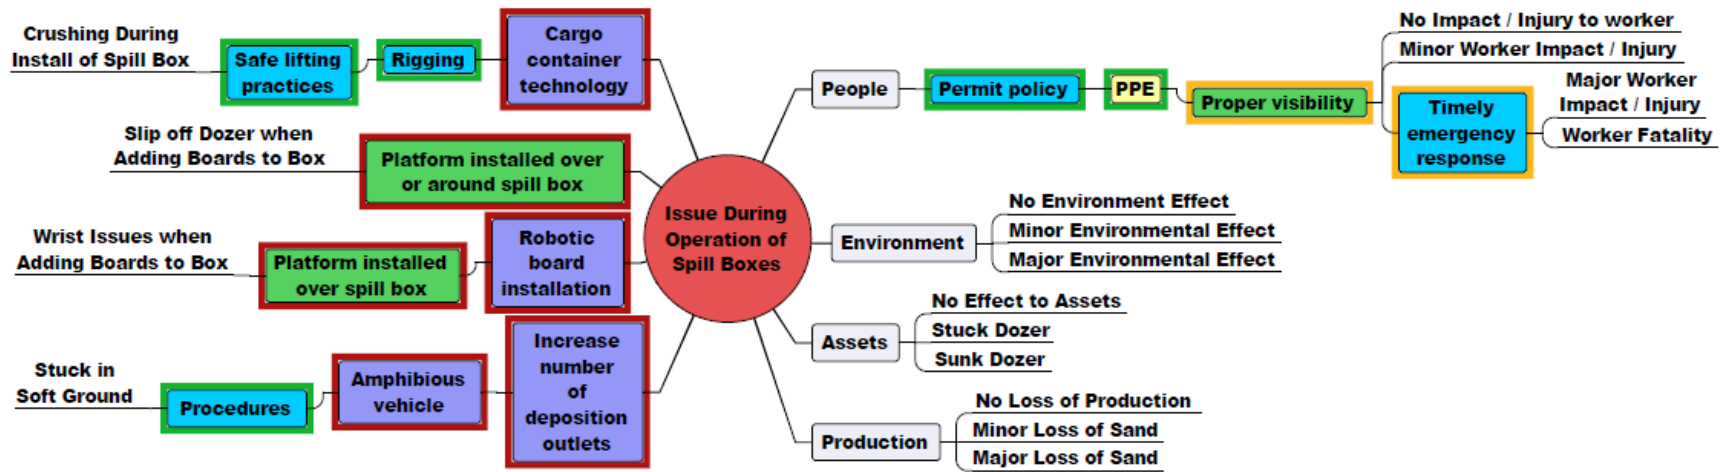 Crushing During
Install of Spill Box
Safe lifting
practices
Rigging
Cargo
container
technology
Slip off Dozer when
Adding Boards to Box
Platform installed over
or around spill box
Wrist Issues when
Adding Boards to Box
Platform installed
over spill box
Robotic
board
installation
Stuck in
Soft Ground
Procedures
Amphibious
vehicle
Increase
number
of
deposition
outlets
Issue During
Operation of
Spill Boxes
People
Permit policy
PPE
Proper visibility
No Impact / Injury to worker
Minor Worker Impact / Injury
Timely
emergency
response
Major Worker
Impact / Injury
Worker Fatality
Environment
No Environment Effect
Minor Environmental Effect
Major Environmental Effect
Assets
No Effect to Assets
Stuck Dozer
Sunk Dozer
Production
No Loss of Production
Minor Loss of Sand
Major Loss of Sand